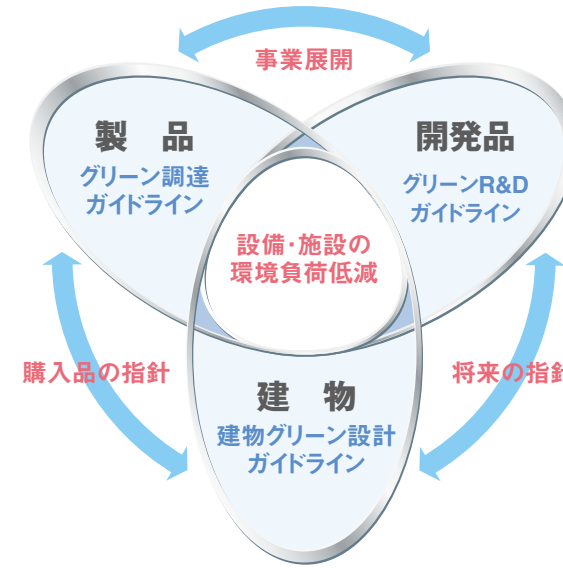 事業展開
製　品
グリーン調達
ガイドライン
開発品
グリーンR&D
ガイドライン
設備・施設の
環境負荷低減
購入品の指針
将来の指針
建　物
建物グリーン設計
ガイドライン